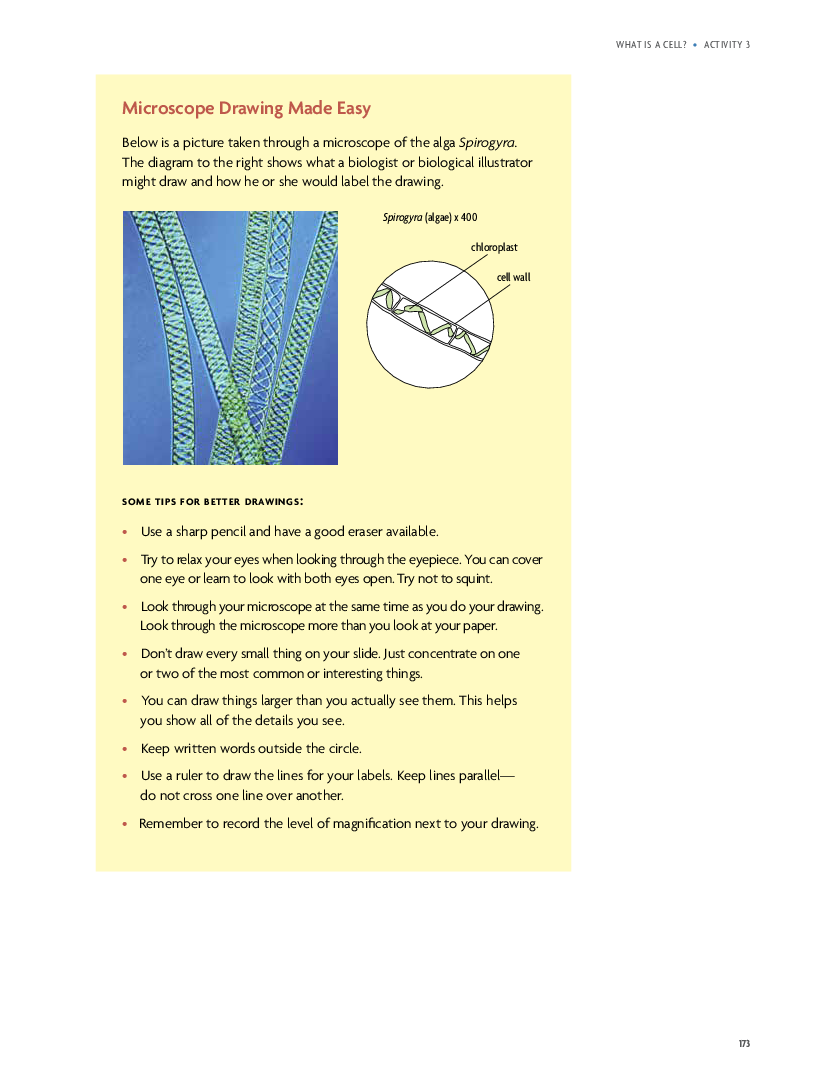 WHAT IS A CELL? • ACTIVITY 3
Microscope Drawing Made Easy
Below is a picture taken through a microscope of the alga Spirogyra.
The diagram to the right shows what a biologist or biological illustrator
might draw and how he or she would label the drawing.
Spirogyra (algae) x 400
chloroplast
cell wall
SOME TIPS FOR BETTER DRAWINGS:
• Use a sharp pencil and have a good eraser available.
• Try to relax your eyes when looking through the eyepiece. You can cover
one eye or learn to look with both eyes open. Try not to squint.
• Look through your microscope at the same time as you do your drawing.
Look through the microscope more than you look at your paper.
• Don't draw every small thing on your slide. Just concentrate on one
or two of the most common or interesting things.
• You can draw things larger than you actually see them. This helps
you show all of the details you see.
• Keep written words outside the circle.
• Use a ruler to draw the lines for your labels. Keep lines parallel—
do not cross one line over another.
• Remember to record the level of magnification next to your drawing.
173